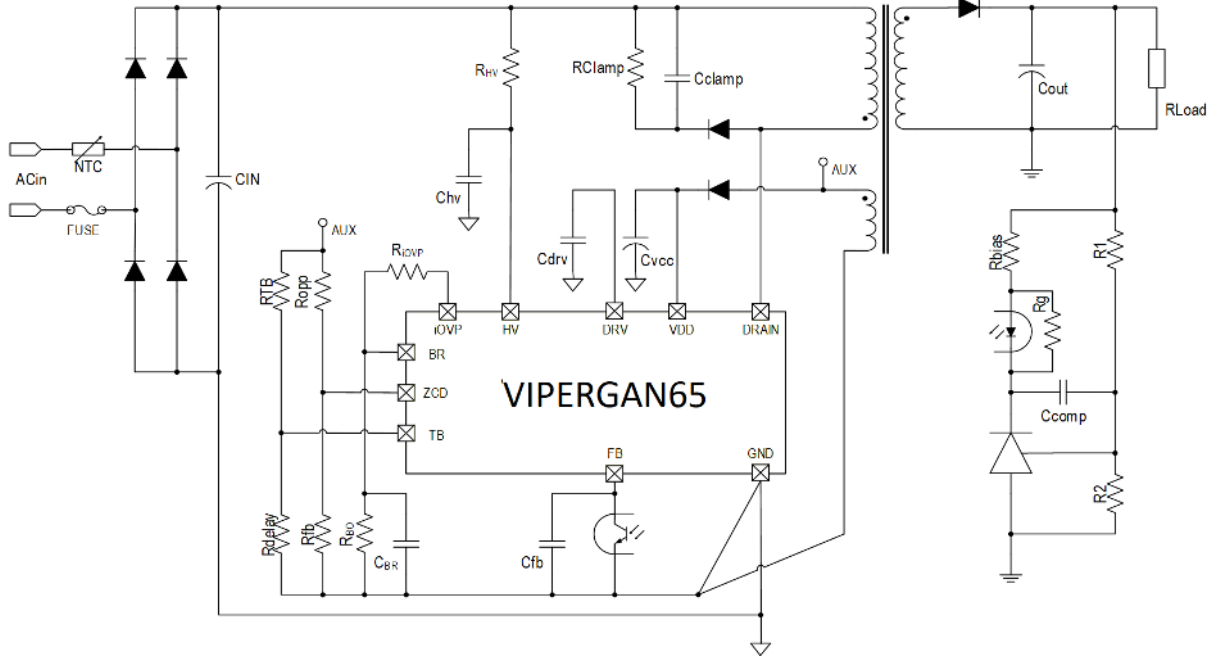 RHV
RClamp
Cclamp
Cout
RLoad
NTC
ACin
CIN
FUSE
Chv
AUX
AUX
RiOVP
Cdrv
Cvcc
Rbias
R1
RTB
Ropp
Rg
iOVP
HV
DRV
VDD
DRAIN
BR
ZCD
VIPERGAN65
TB
Ccomp
FB
GND
R2
Rdelay
Rfb
RBO
CBR
Cfb